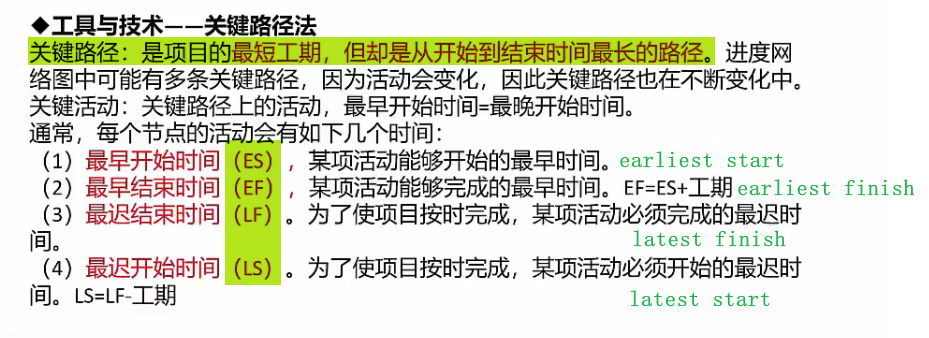 ◆工具与技术——关键路径法
关键路径：是项目的最短工期，但却是从开始到结束时间最长的路径。进度网
络图中可能有多条关键路径，因为活动会变化，因此关键路径也在不断变化中。
关键活动：关键路径上的活动，最早开始时间=最晚开始时间。
通常，每个节点的活动会有如下几个时间：
（1）最早开始时间（ES），某项活动能够开始的最早时间。earliest start
（2）最早结束时间（EF），某项活动能够完成的最早时间。EF=ES+工期 earliest finish
（3）最迟结束时间（LF）。为了使项目按时完成，某项活动必须完成的最迟时
间。 latest finish
（4）最迟开始时间（LS）。为了使项目按时完成，某项活动必须开始的最迟时
间。LS=LF-工期 latest start